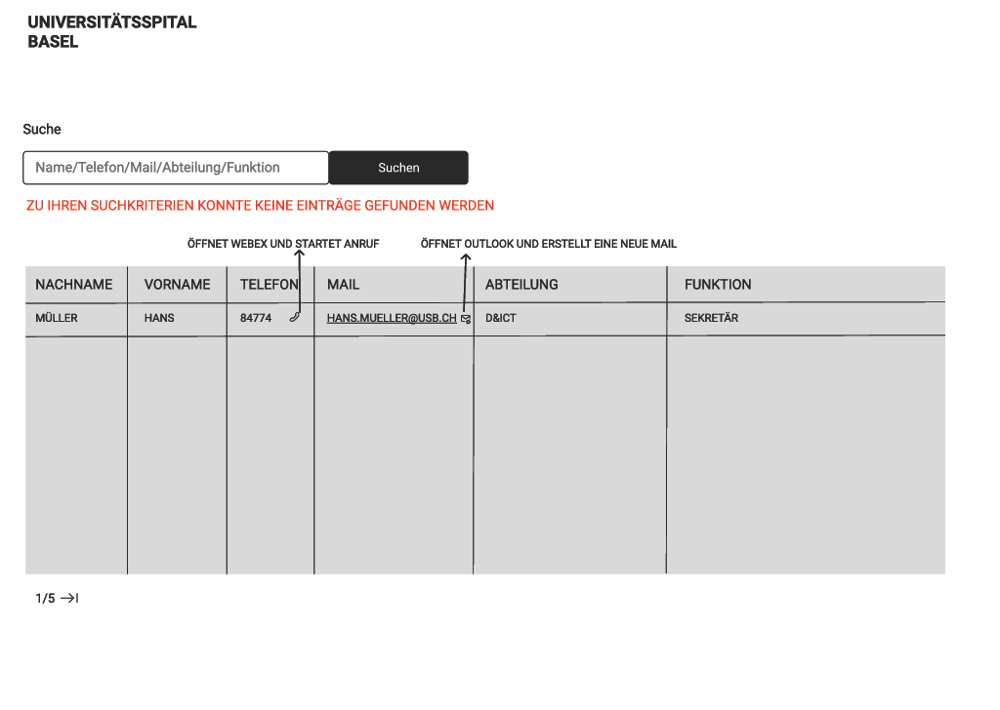 UNIVERSITÄTSSPITAL
BASEL
Suche
Name/Telefon/Mail/Abteilung/Funktion Suchen
ZU IHREN SUCHKRITERIEN KONNTE KEINE EINTRÄGE GEFUNDEN WERDEN
ÖFFNET WEBEX UND STARTET ANRUF ÖFFNET OUTLOOK UND ERSTELLT EINE NEUE MAIL
NACHNAME VORNAME TELEFON MAIL ABTEILUNG FUNKTION
MÜLLER HANS 84774 HANS.MUELLER@USB.CH D&ICT SEKRETÄR
1/5